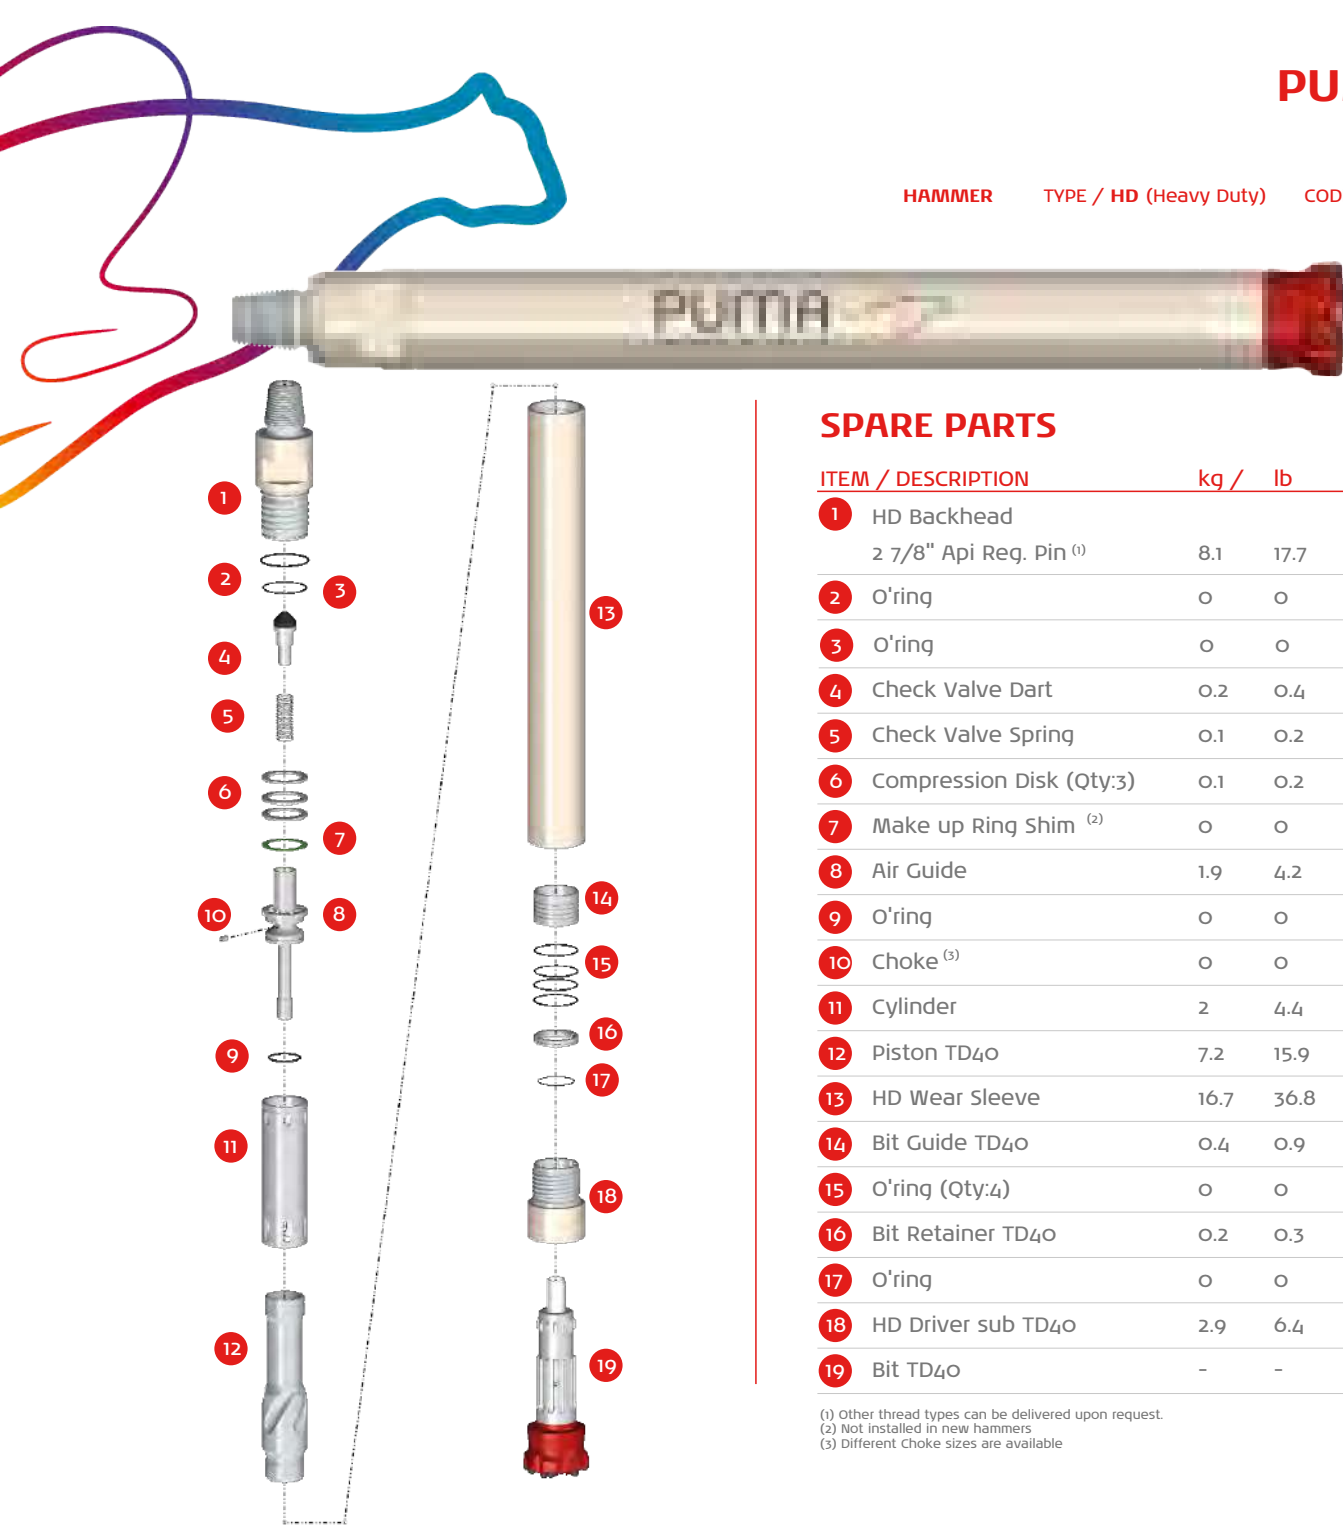 PU
HAMMER TYPE / HD (Heavy Duty) COD
PUMA
SPARE PARTS
ITEM / DESCRIPTION kg / lb
1 HD Backhead
2 7/8" Api Reg. Pin (1) 8.1 17.7
2 O'ring 0 0
3 O'ring 0 0
4 Check Valve Dart 0.2 0.4
5 Check Valve Spring 0.1 0.2
6 Compression Disk (Qty:3) 0.1 0.2
7 Make up Ring Shim (2) 0 0
8 Air Guide 1.9 4.2
9 O'ring 0 0
10 Choke (3) 0 0
11 Cylinder 2 4.4
12 Piston TD40 7.2 15.9
13 HD Wear Sleeve 16.7 36.8
14 Bit Guide TD40 0.4 0.9
15 O'ring (Qty:4) 0 0
16 Bit Retainer TD40 0.2 0.3
17 O'ring 0 0
18 HD Driver sub TD40 2.9 6.4
19 Bit TD40 - -
(1) Other thread types can be delivered upon request.
(2) Not installed in new hammers
(3) Different Choke sizes are available
1
2
3
4
5
6
7
10
8
9
11
12
13
14
15
16
17
18
19